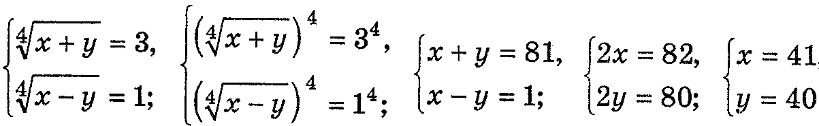 {∜(x + y) = 3, {(∜(x + y))⁴ = 3⁴, {x + y = 81, {2x = 82, {x = 41,
{∜(x − y) = 1; {(∜(x − y))⁴ = 1⁴; {x − y = 1; {2y = 80; {y = 40